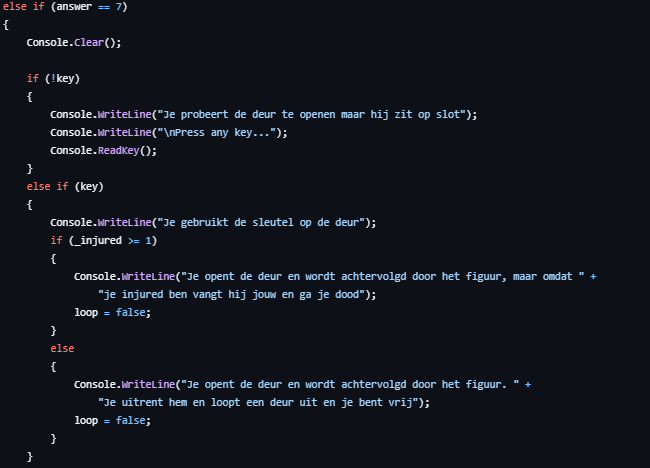 else if (answer == 7)
{
    Console.Clear();

    if (!key)
    {
        Console.WriteLine("Je probeert de deur te openen maar hij zit op slot");
        Console.WriteLine("\nPress any key...");
        Console.ReadKey();
    }
    else if (key)
    {
        Console.WriteLine("Je gebruikt de sleutel op de deur");
        if (_injured >= 1)
        {
            Console.WriteLine("Je opent de deur en wordt achtervolgd door het figuur, maar omdat " +
                "je injured ben vangt hij jouw en ga je dood");
            loop = false;
        }
        else
        {
            Console.WriteLine("Je opent de deur en wordt achtervolgd door het figuur. " +
                "Je uitrent hem en loopt een deur uit en je bent vrij");
            loop = false;
        }
    }